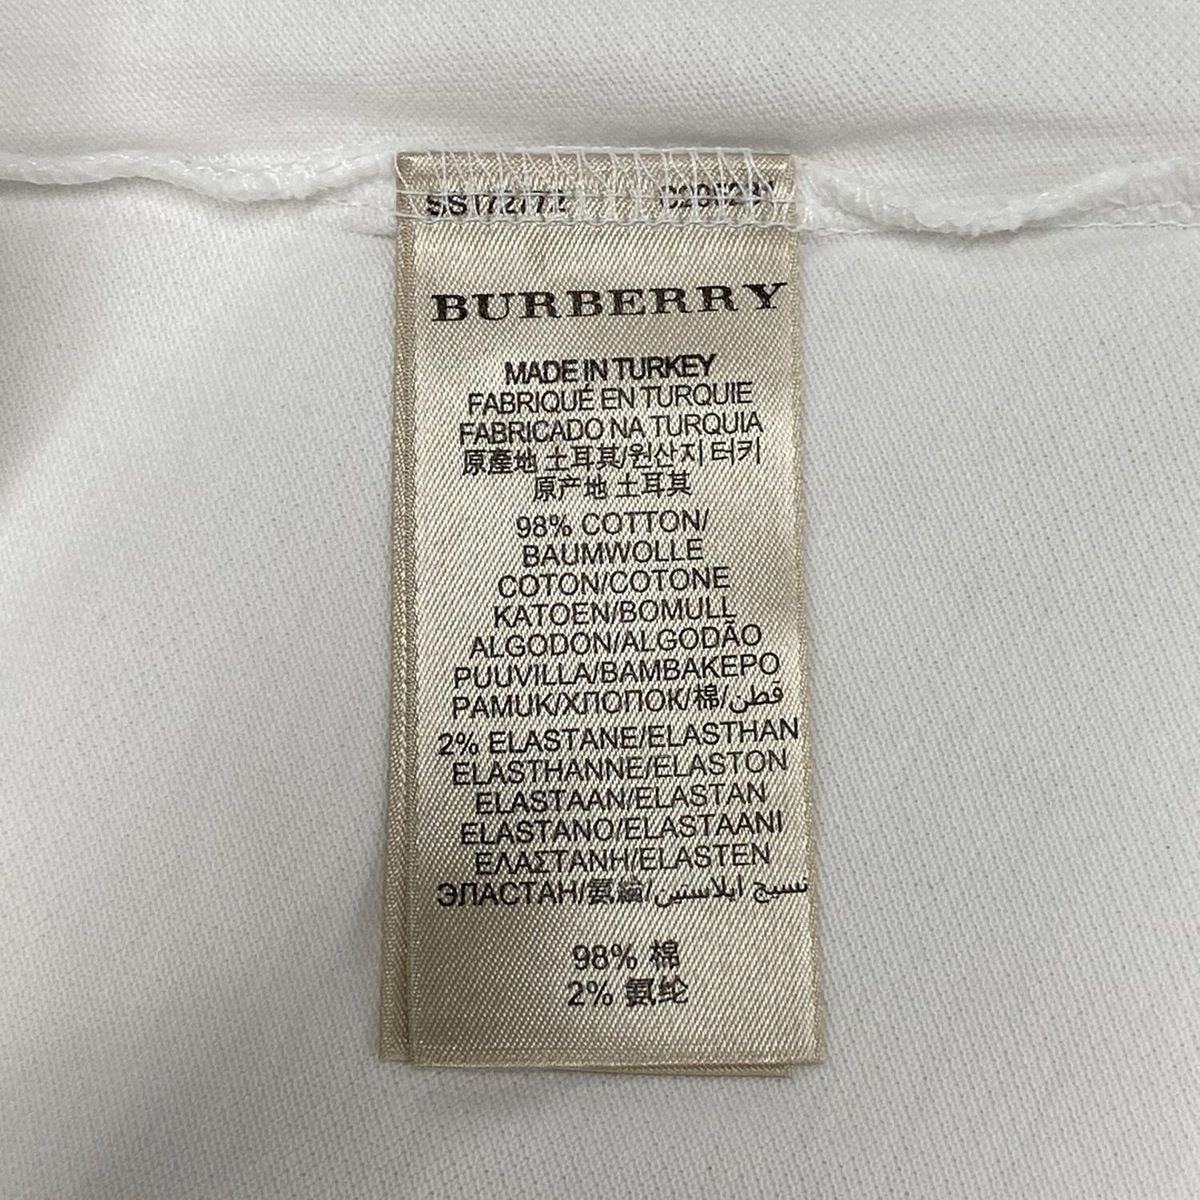 BURBERRY
MADE IN TURKEY
FABRIQUÉ EN TURQUIE
FABRICADO NA TURQUIA
原產地 土耳其/원산지 터키
原产地 土耳其
98% COTTON/
BAUMWOLLE
COTON/COTONE
KATOEN/BOMULL
ALGODON/ALGODÃO
PUUVILLA/ΒΑΜΒΑΚΕΡΟ
PAMUK/ХЛОПОК/棉/قطن
2% ELASTANE/ELASTHAN
ELASTHANNE/ELASTON
ELASTAAN/ELASTAN
ELASTANO/ELASTAANI
ΕΛΑΣΤΑΝΗ/ELASTEN
ЭЛАСТАН/氨綸/نسيج ايلاستين
98% 棉
2% 氨纶